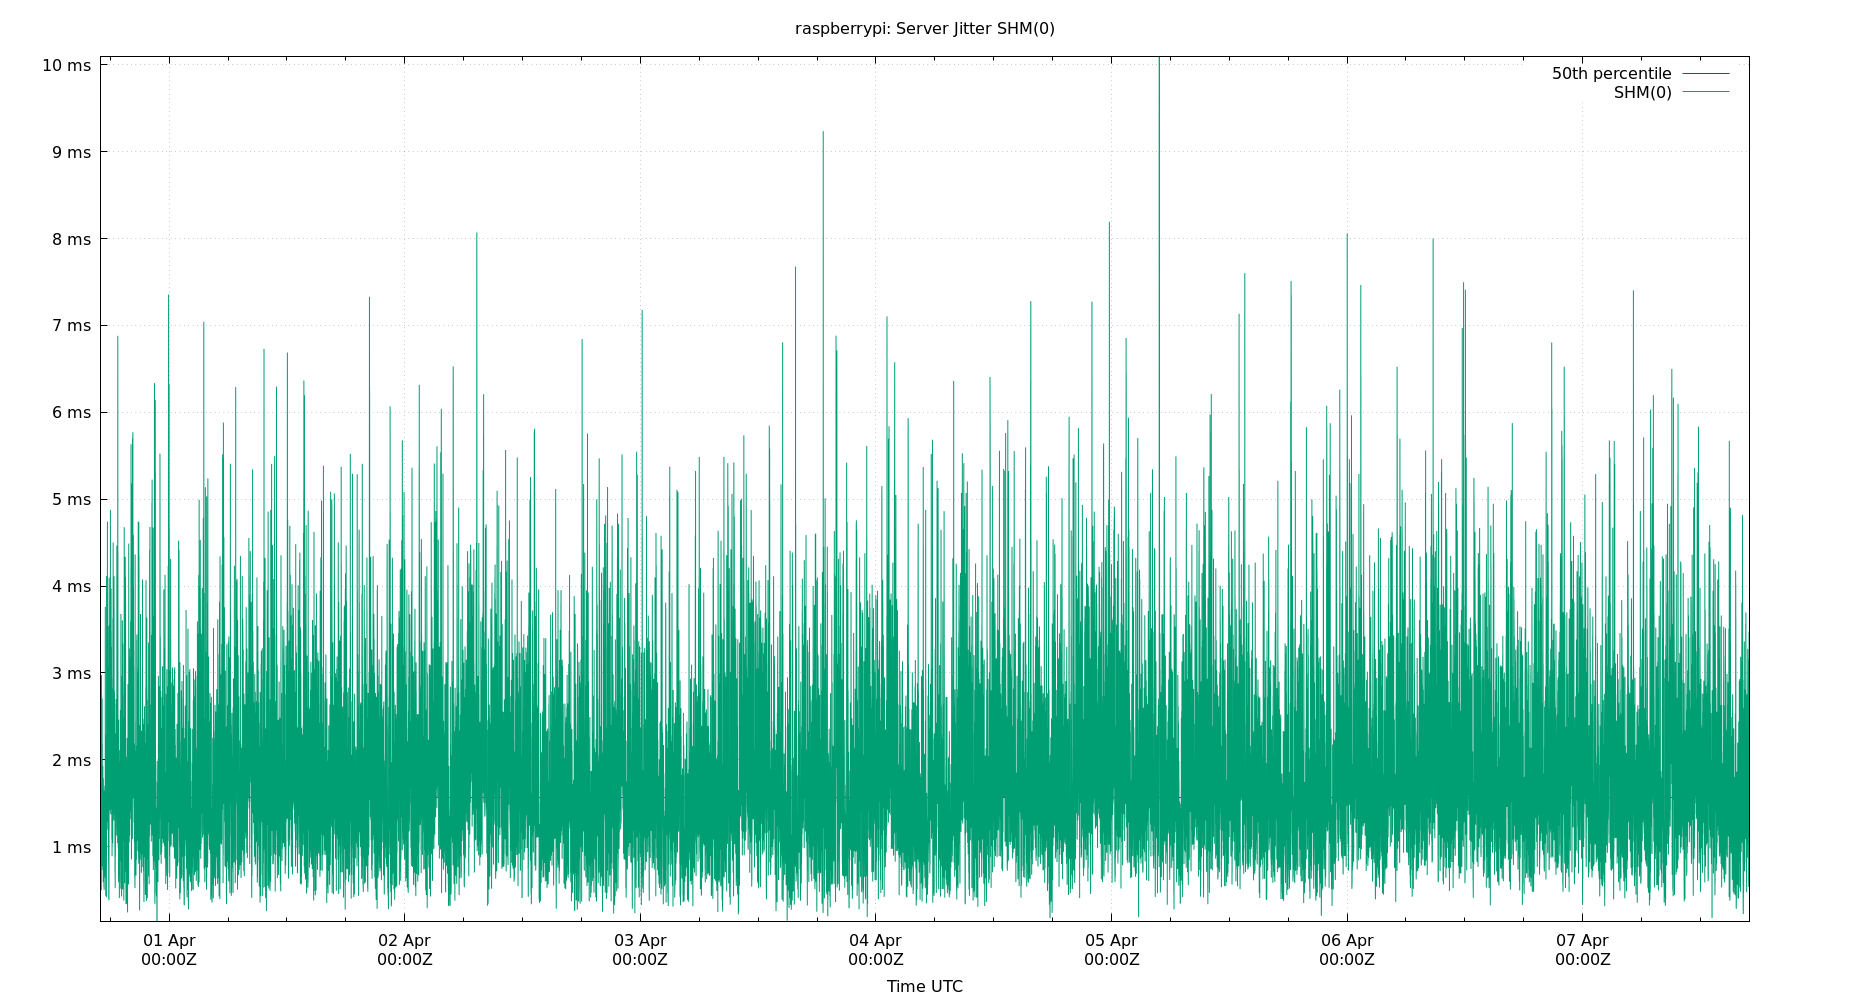 raspberrypi: Server Jitter SHM(0)
10 ms
9 ms
8 ms
7 ms
6 ms
5 ms
4 ms
3 ms
2 ms
1 ms
50th percentile
SHM(0)
01 Apr 02 Apr 03 Apr 04 Apr 05 Apr 06 Apr 07 Apr
00:00Z 00:00Z 00:00Z 00:00Z 00:00Z 00:00Z 00:00Z
Time UTC